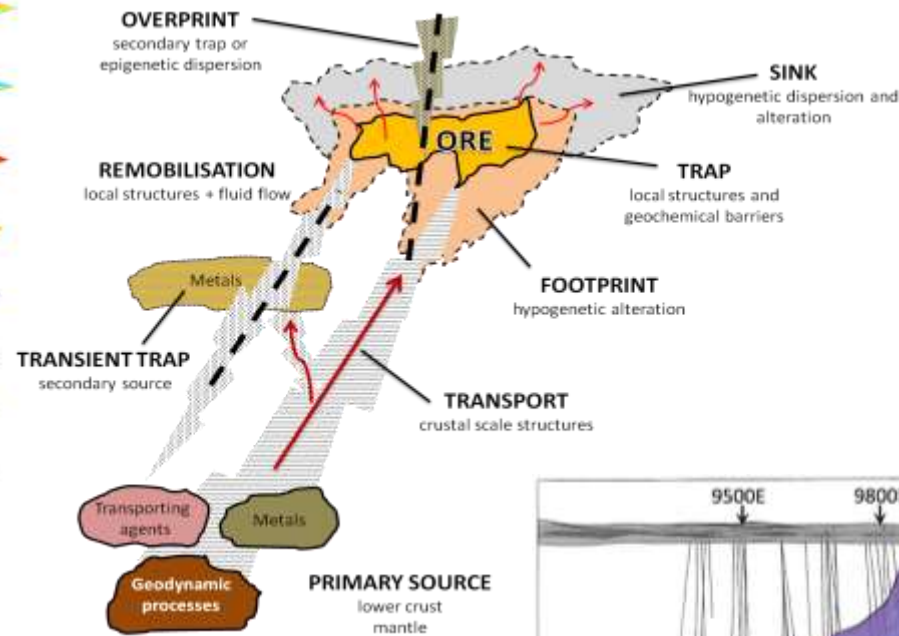 OVERPRINT
secondary trap or
epigenetic dispersion
SINK
hypogenetic dispersion and
alteration
ORE
REMOBILISATION
local structures + fluid flow
TRAP
local structures and
geochemical barriers
Metals
FOOTPRINT
hypogenetic alteration
TRANSIENT TRAP
secondary source
TRANSPORT
crustal scale structures
Transporting
agents
Metals
9500E
Geodynamic
processes
PRIMARY SOURCE
lower crust
mantle